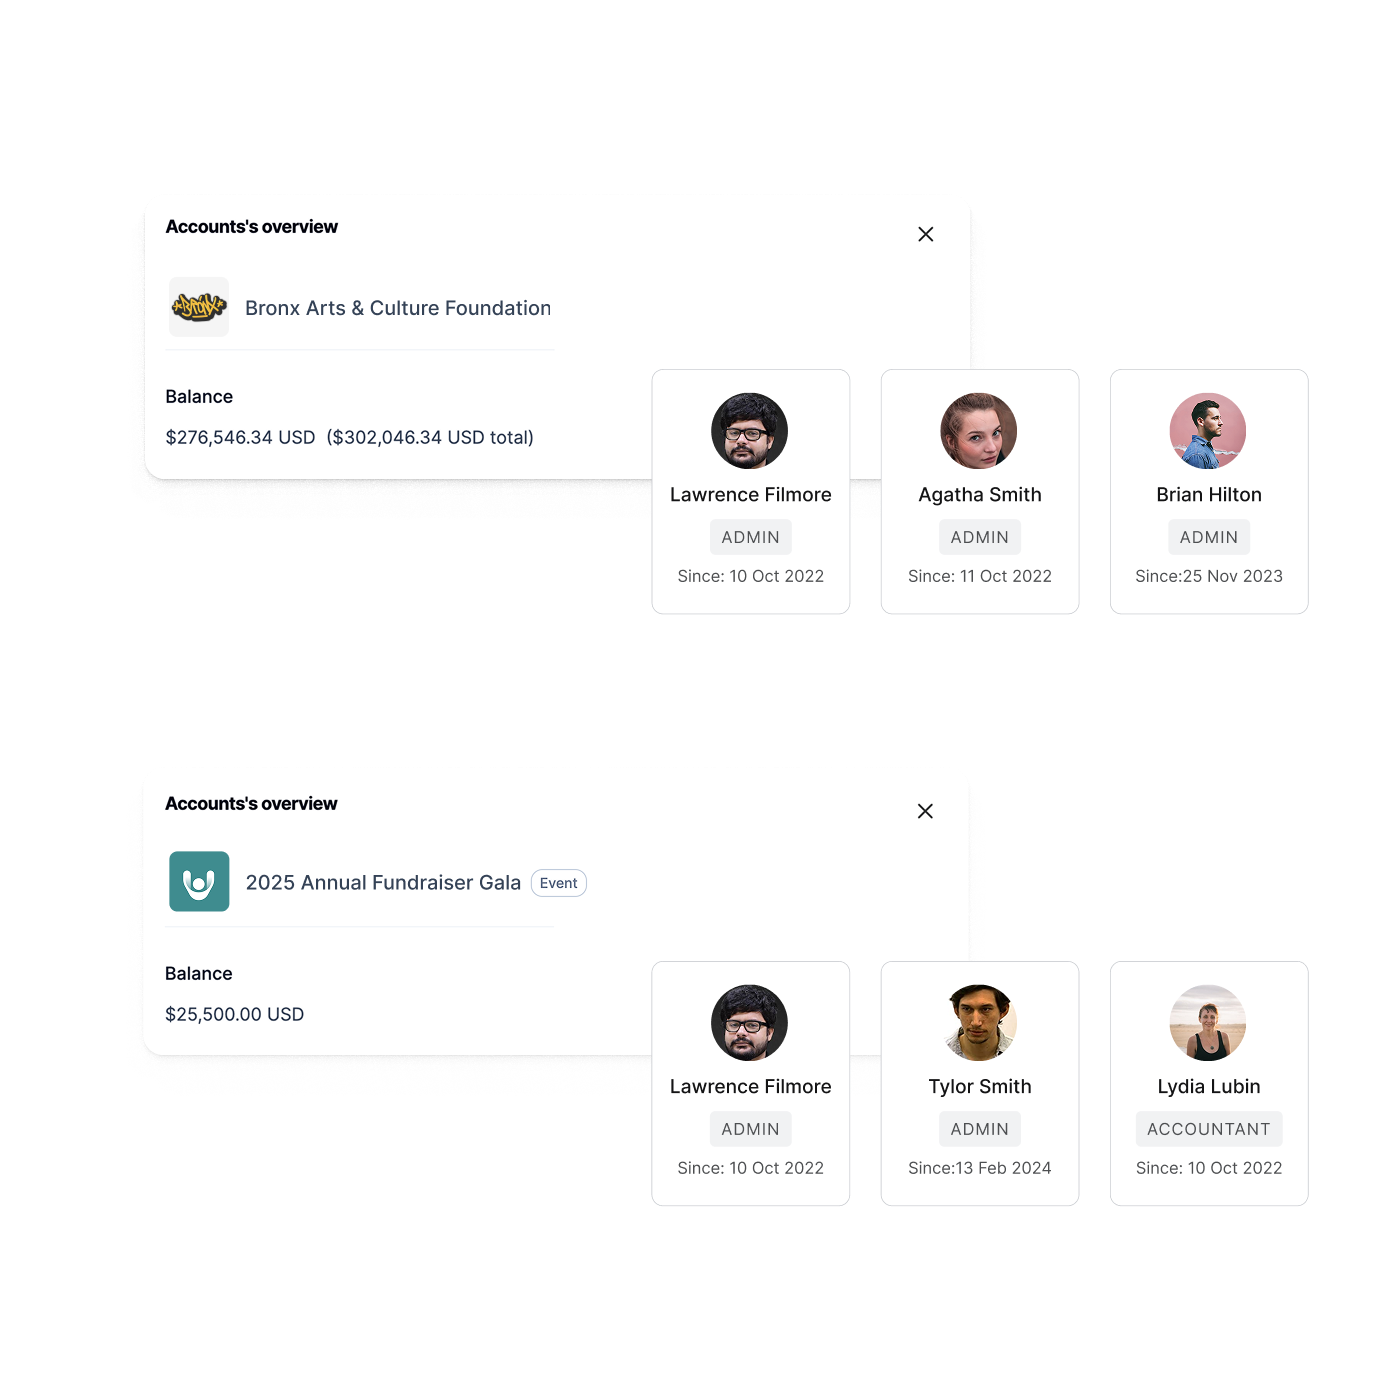 Accounts's overview
BRONX
Bronx Arts & Culture Foundation
Balance
$276,546.34 USD ($302,046.34 USD total)
Lawrence Filmore
ADMIN
Since: 10 Oct 2022
Agatha Smith
ADMIN
Since: 11 Oct 2022
Brian Hilton
ADMIN
Since:25 Nov 2023
Accounts's overview
2025 Annual Fundraiser Gala Event
Balance
$25,500.00 USD
Lawrence Filmore
ADMIN
Since: 10 Oct 2022
Tylor Smith
ADMIN
Since:13 Feb 2024
Lydia Lubin
ACCOUNTANT
Since: 10 Oct 2022